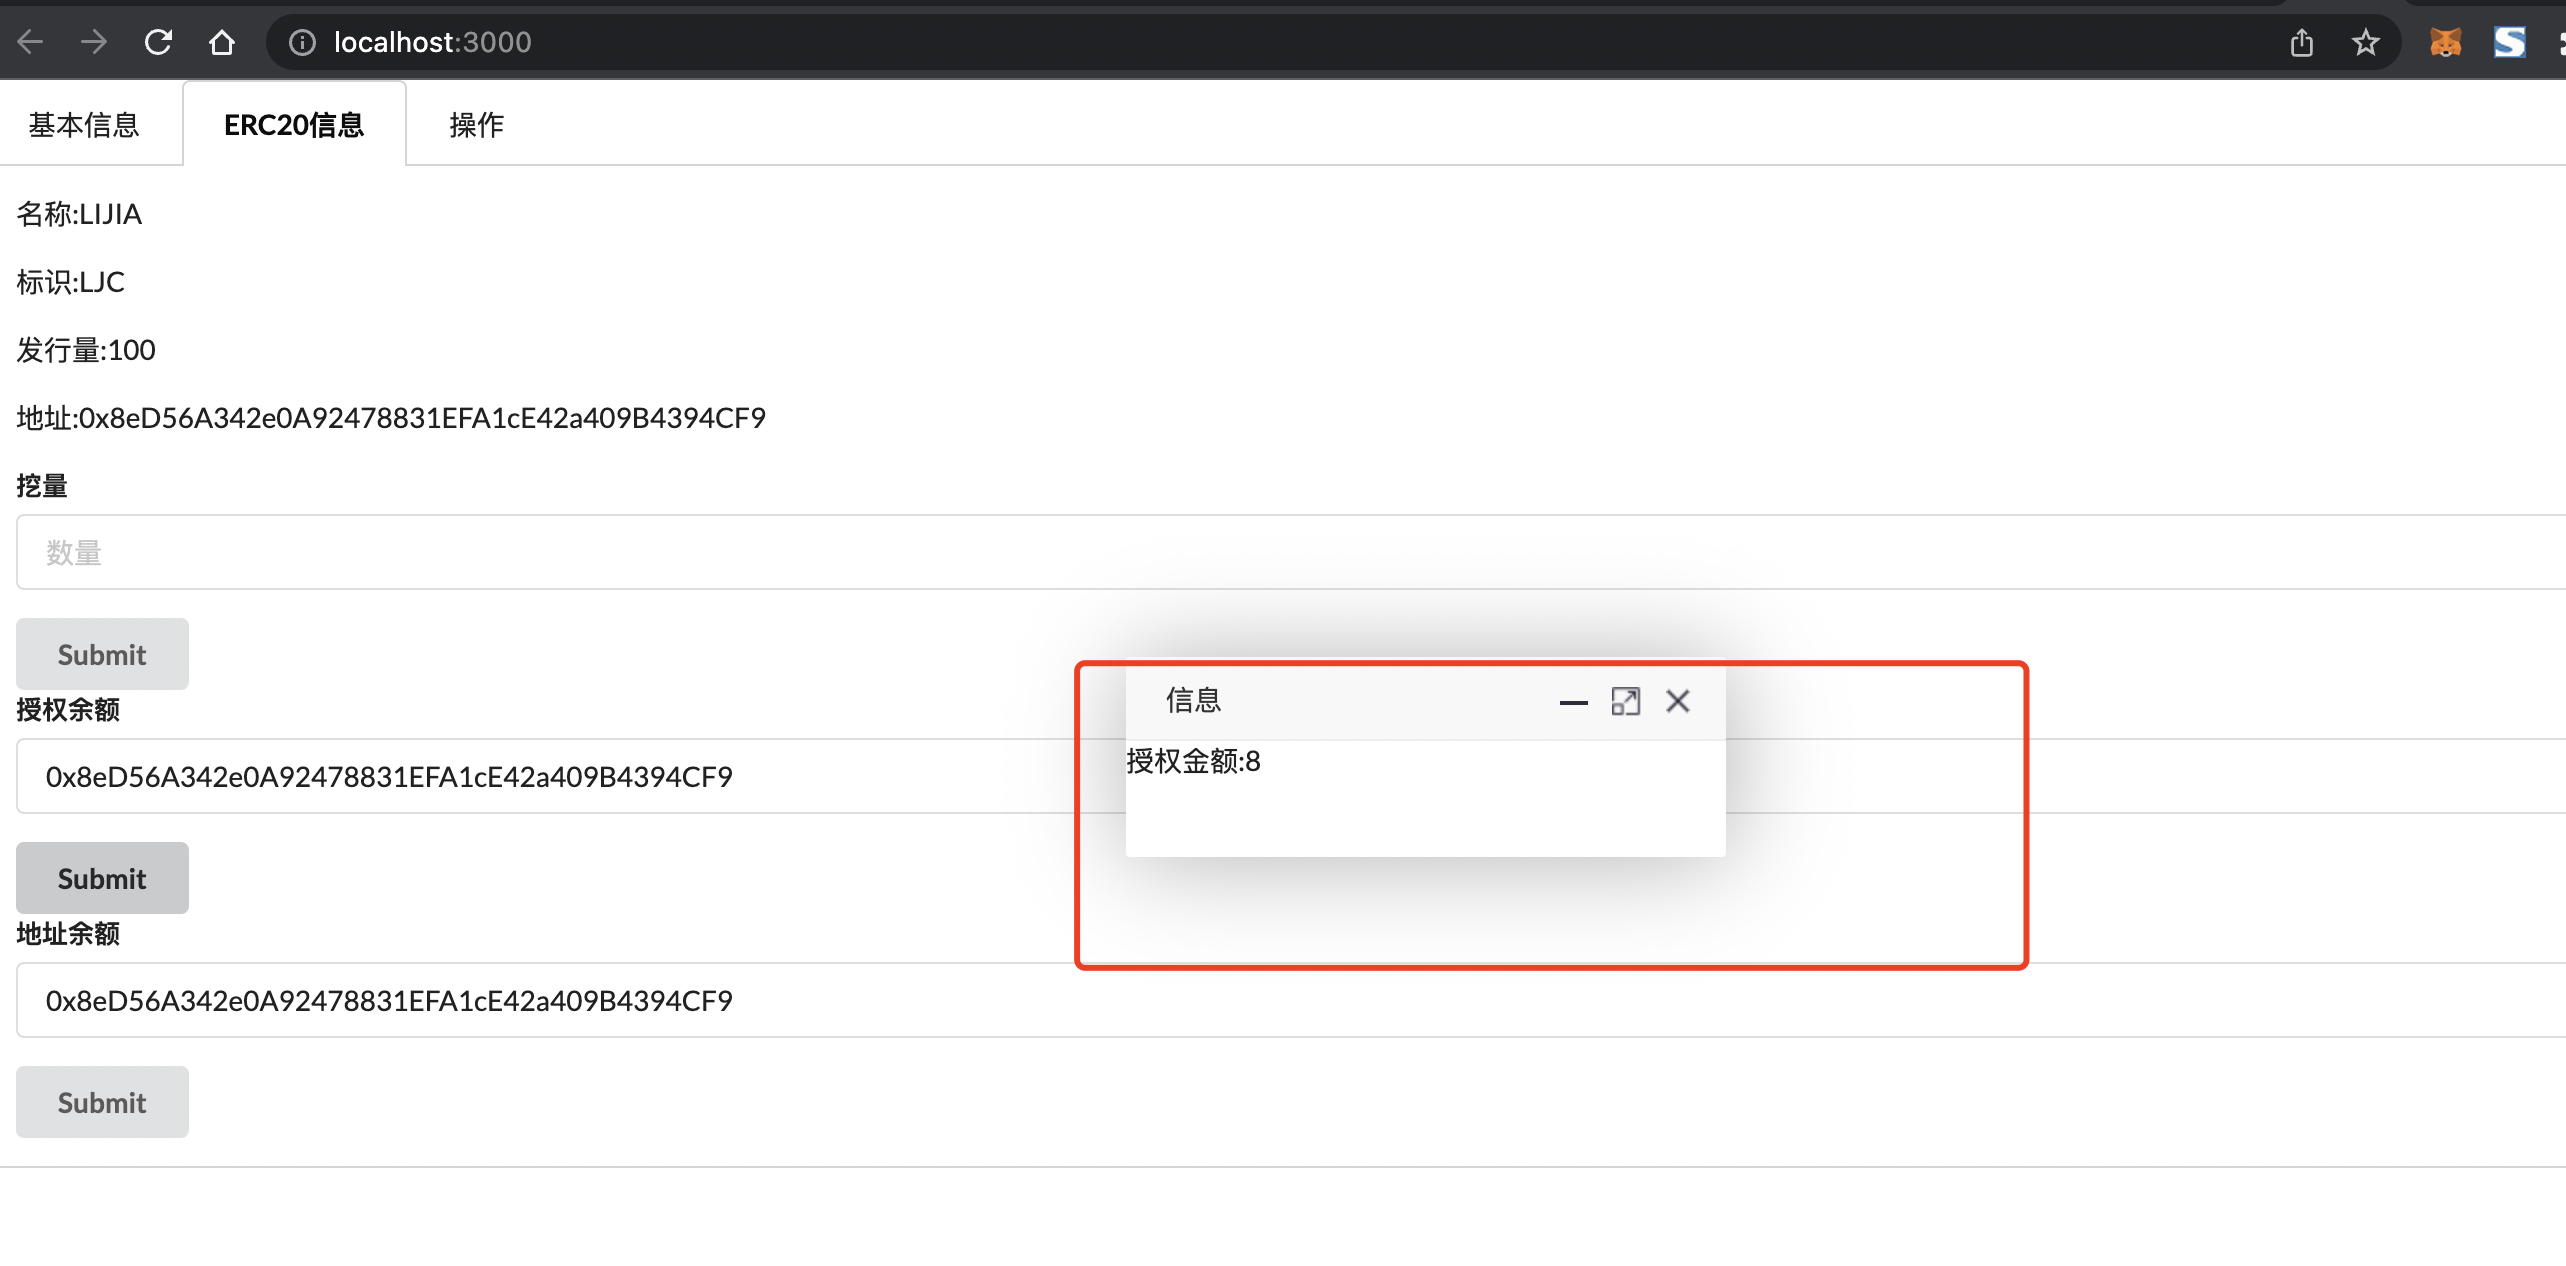 localhost:3000
基本信息 ERC20信息 操作
名称:LIJIA
标识:LJC
发行量:100
地址:0x8eD56A342e0A92478831EFA1cE42a409B4394CF9
挖量
数量
Submit
授权余额
0x8eD56A342e0A92478831EFA1cE42a409B4394CF9
Submit
地址余额
0x8eD56A342e0A92478831EFA1cE42a409B4394CF9
Submit
信息
授权金额:8